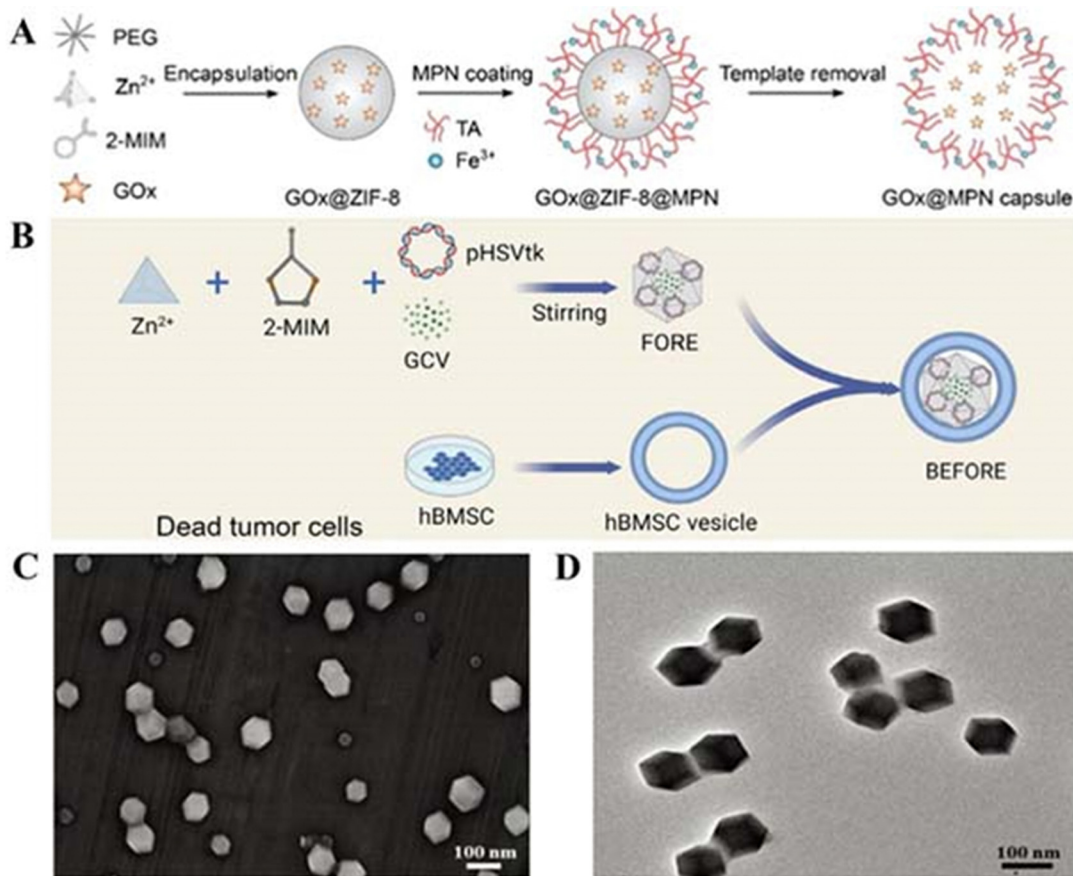 A
PEG
Zn2+
2-MIM
GOx
Encapsulation
GOx@ZIF-8
MPN coating
TA
Fe3+
GOx@ZIF-8@MPN
Template removal
GOx@MPN capsule
B
Zn2+
+
2-MIM
+
pHSVtk
GCV
Stirring
FORE
BEFORE
hBMSC
hBMSC vesicle
Dead tumor cells
C
100 nm
D
100 nm